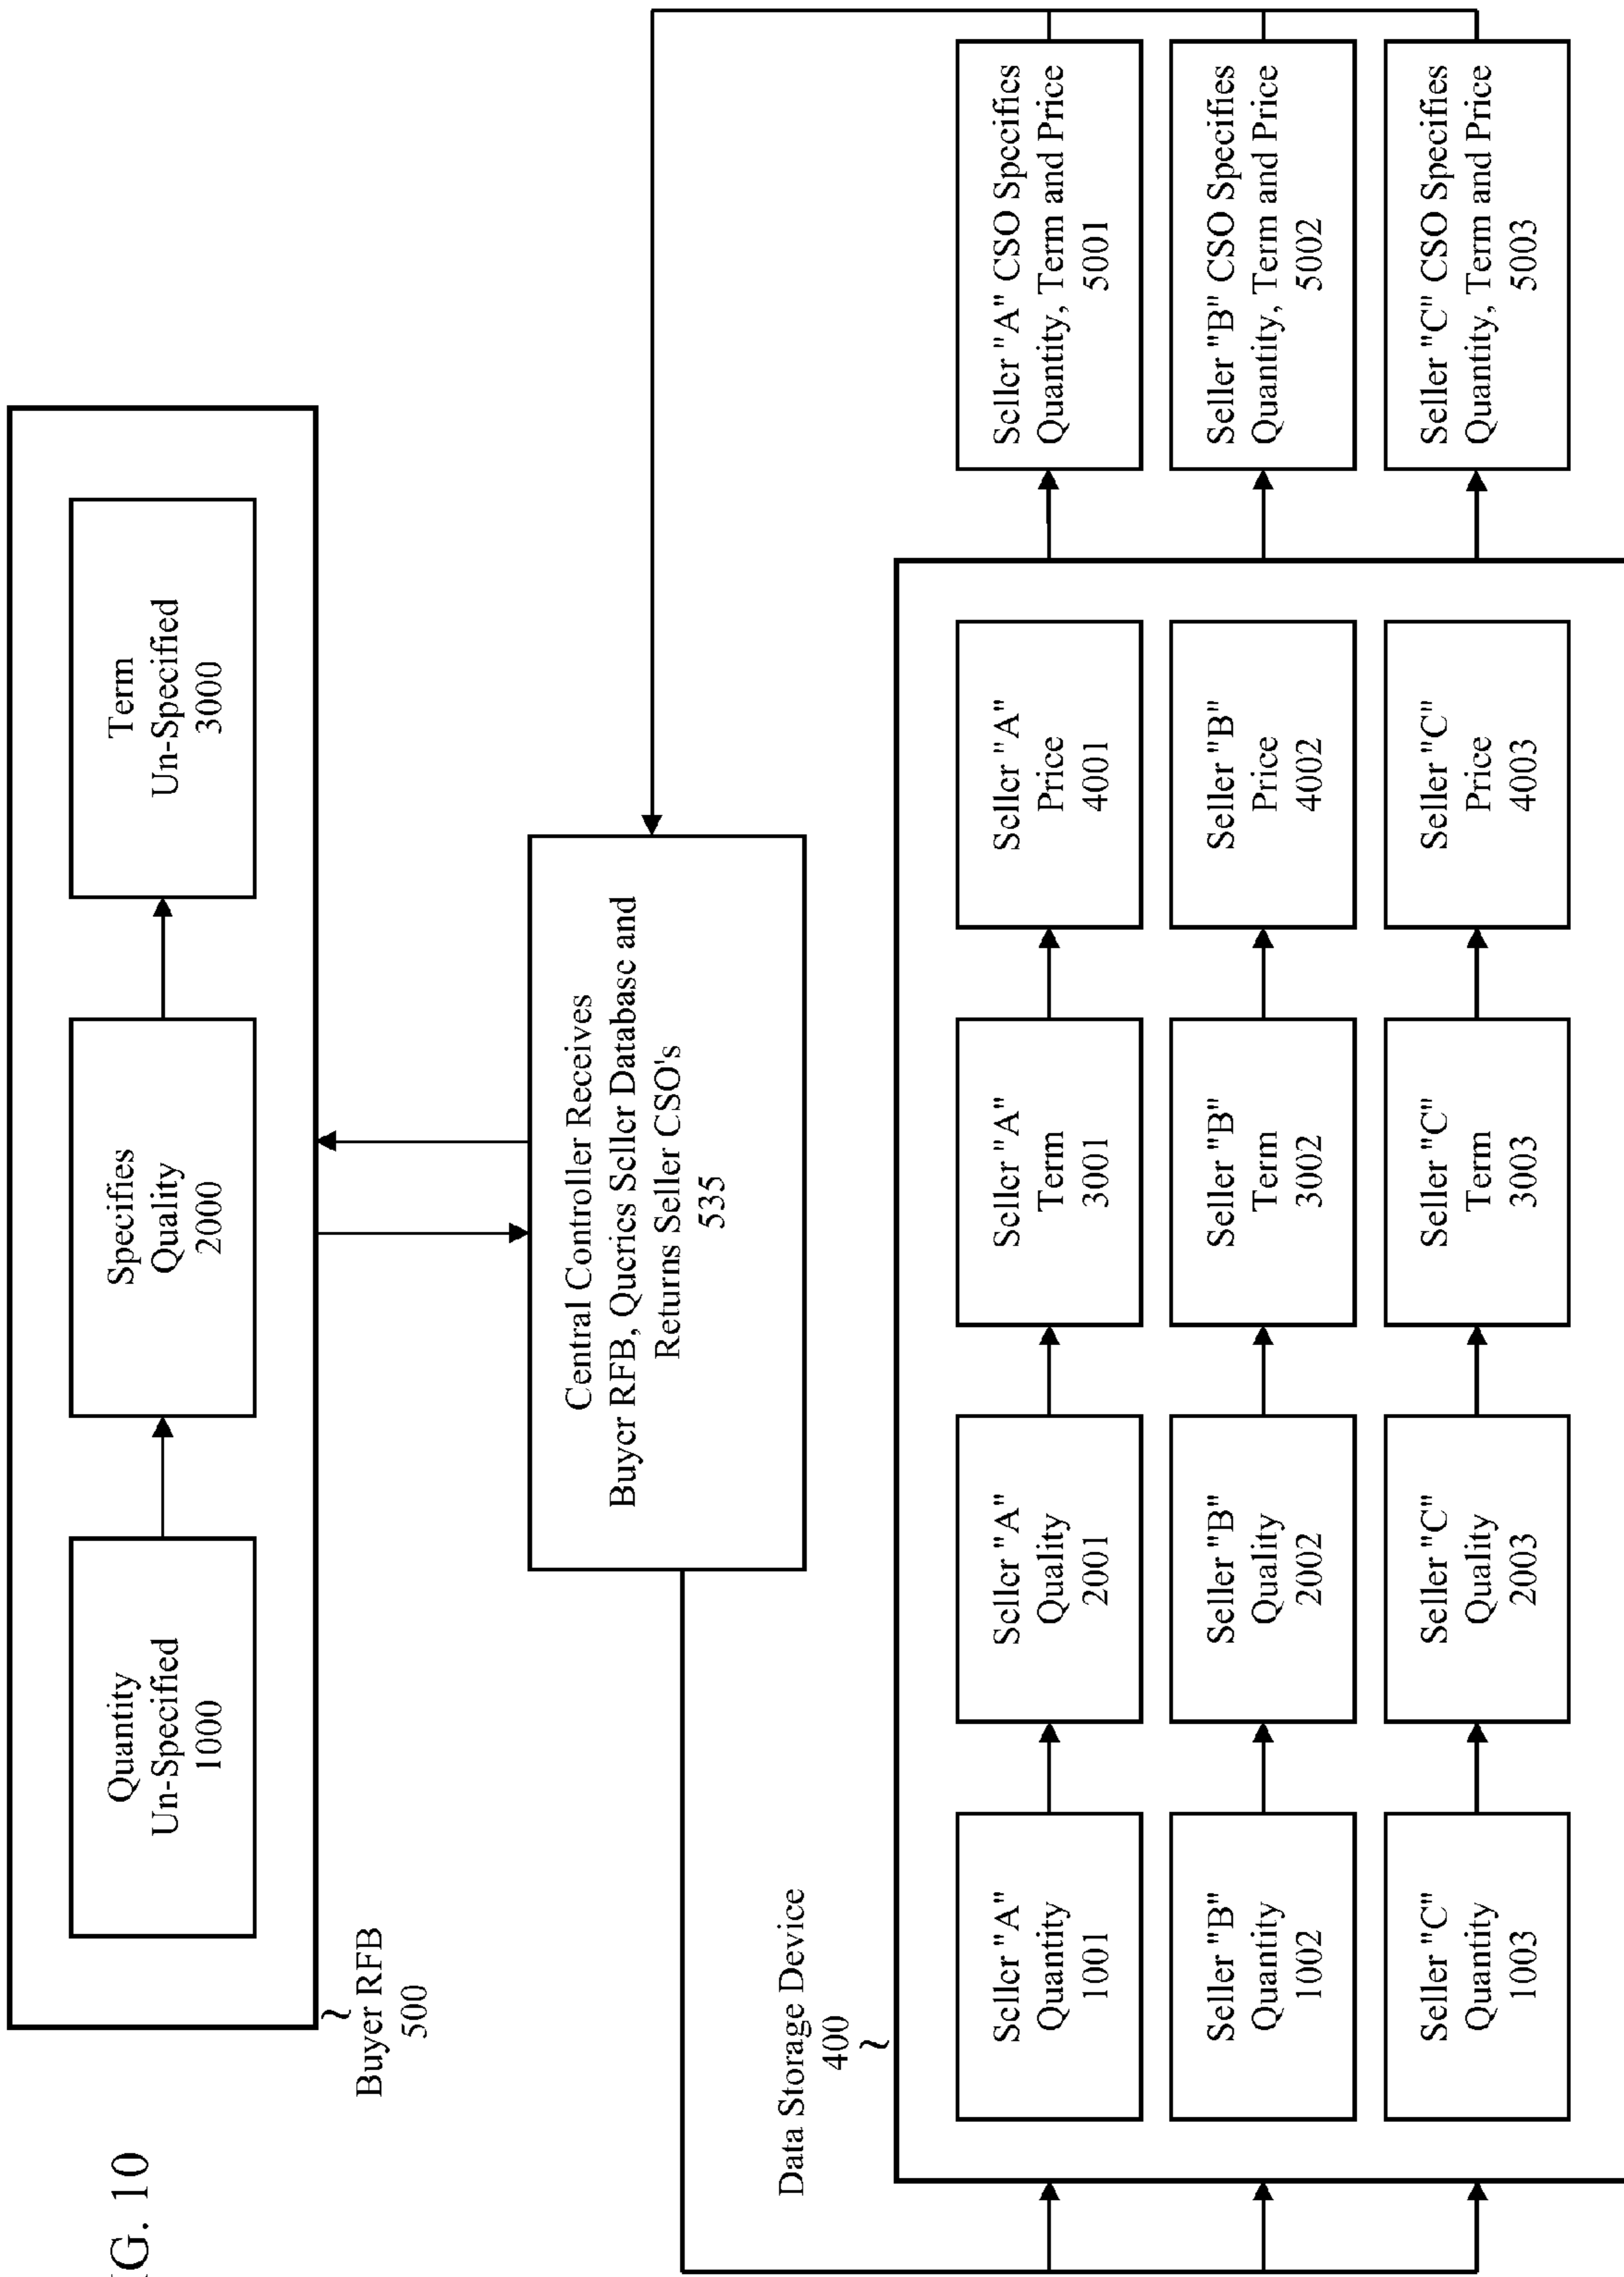 IG. 10
Quantity
Un-Specified
1000
Specifies
Quality
2000
Term
Un-Specified
3000
Buyer RFB
500
Central Controller Receives
Buyer RFB, Queries Seller Database and
Returns Seller CSO's
535
Data Storage Device
400
Seller "A"
Quantity
1001
Seller "A"
Quality
2001
Seller "A"
Term
3001
Seller "A"
Price
4001
Seller "A" CSO Specifies
Quantity, Term and Price
5001
Seller "B"
Quantity
1002
Seller "B"
Quality
2002
Seller "B"
Term
3002
Seller "B"
Price
4002
Seller "B" CSO Specifies
Quantity, Term and Price
5002
Seller "C"
Quantity
1003
Seller "C"
Quality
2003
Seller "C"
Term
3003
Seller "C"
Price
4003
Seller "C" CSO Specifies
Quantity, Term and Price
5003